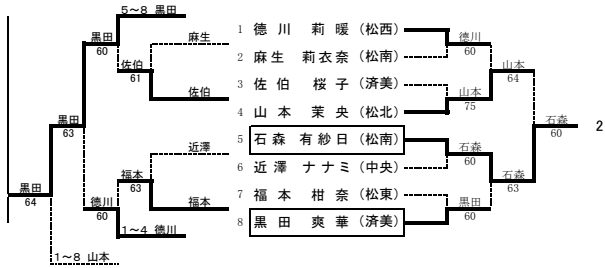 5～8 黒田
麻生
黒田
60
佐伯
61
佐伯
黒田
63
近澤
福本
63
福本
黒田
64
徳川
60
1～4 徳川
1～8 山本
1 徳川 莉暖 (松西)
2 麻生 莉衣奈 (松南)
3 佐伯 桜子 (済美)
4 山本 茉央 (松北)
5 石森 有紗日 (松南)
6 近澤 ナナミ (中央)
7 福本 柑奈 (松東)
8 黒田 爽華 (済美)
徳川
60
山本
64
山本
75
石森
60
2
石森
60
石森
63
黒田
60